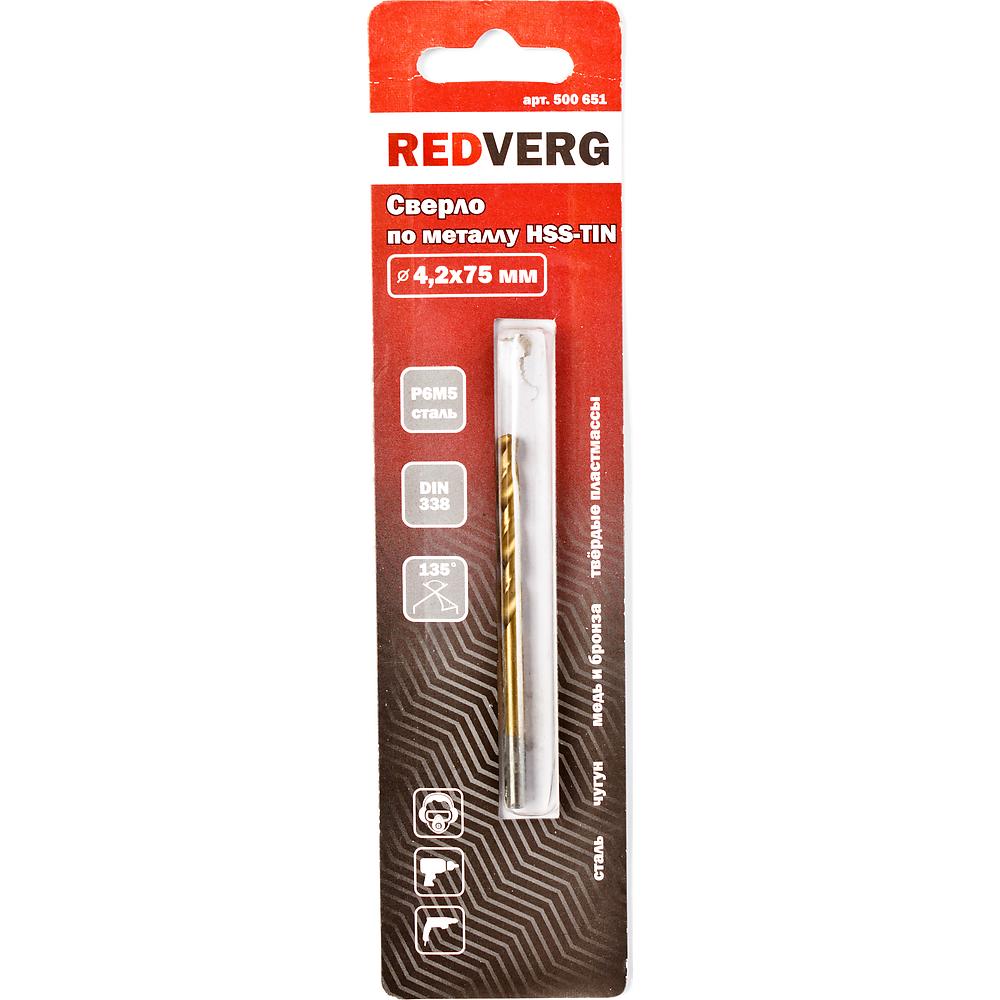 арт. 500 651
REDVERG
Сверло
по металлу HSS-TIN
⌀ 4,2x75 мм
Р6М5
сталь
DIN
338
135°
сталь чугун медь и бронза твёрдые пластмассы